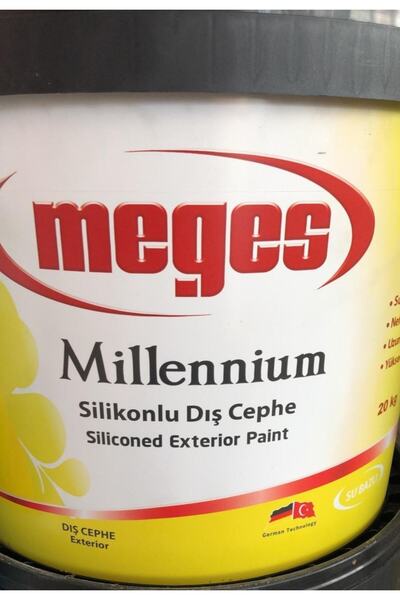 meges
Millennium
Silikonlu Dış Cephe
Siliconed Exterior Paint
20 kg
DIŞ CEPHE
Exterior
German Technology
SU BAZLI